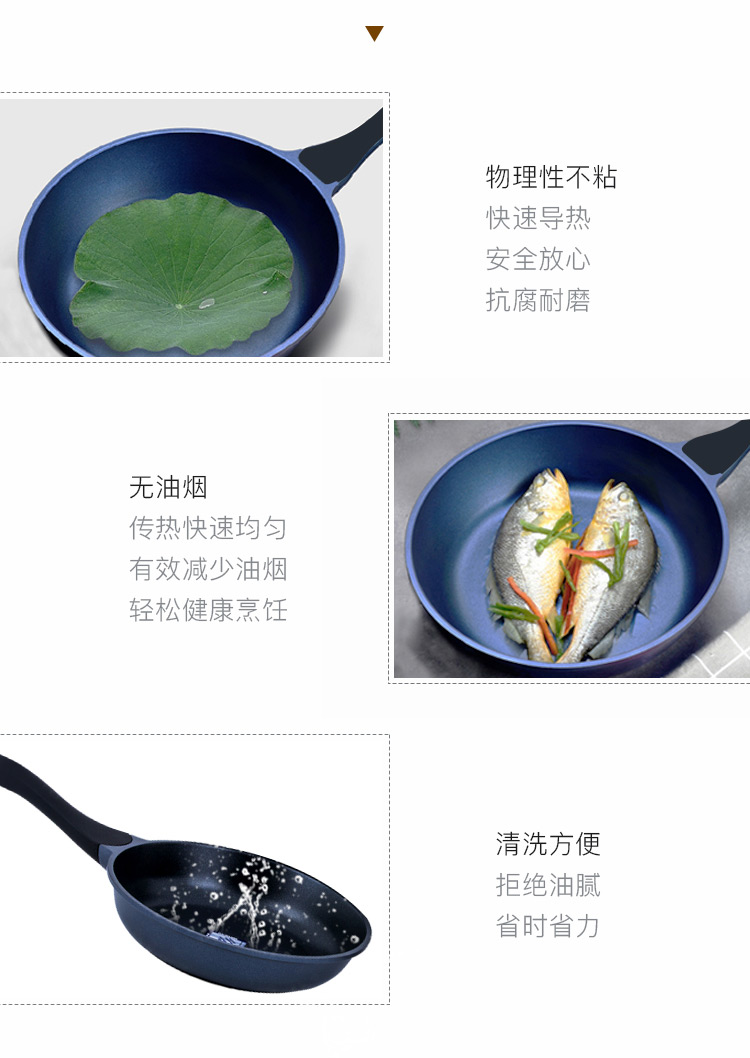 物理性不粘
快速导热
安全放心
抗腐耐磨
无油烟
传热快速均匀
有效减少油烟
轻松健康烹饪
清洗方便
拒绝油腻
省时省力